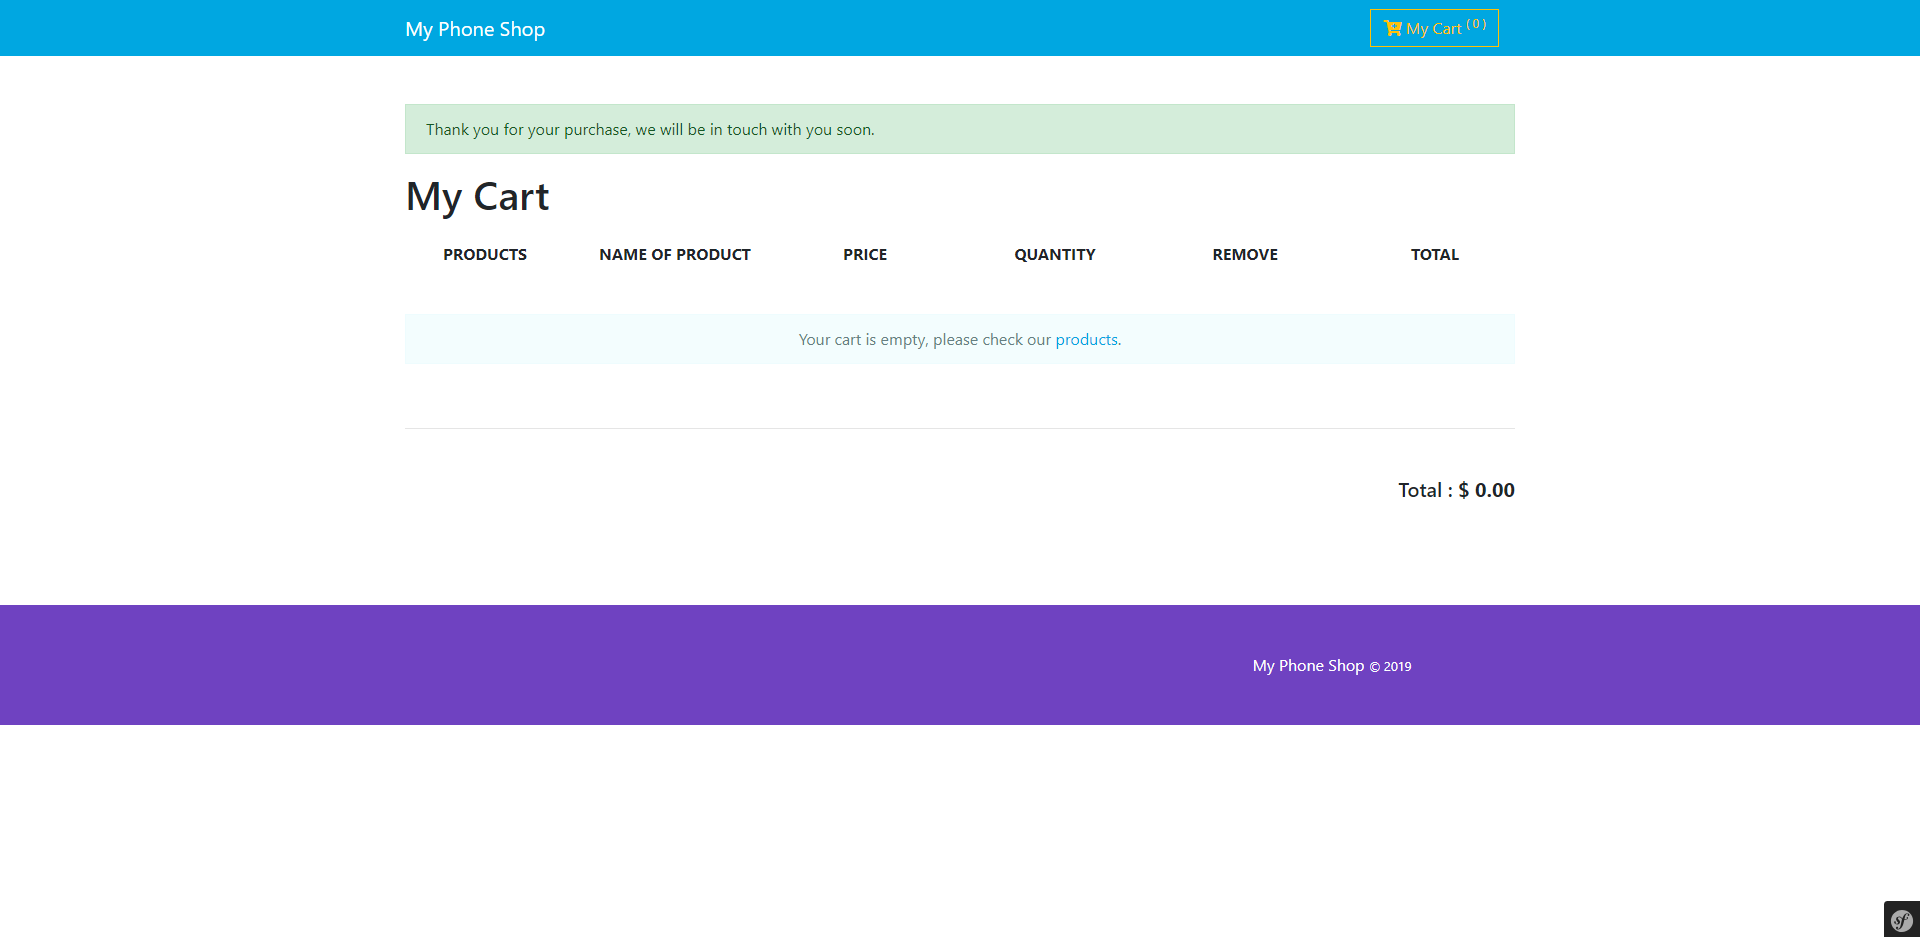 My Phone Shop
My Cart (0)
Thank you for your purchase, we will be in touch with you soon.
My Cart
PRODUCTS NAME OF PRODUCT PRICE QUANTITY REMOVE TOTAL
Your cart is empty, please check our products.
Total : $ 0.00
My Phone Shop © 2019
sf